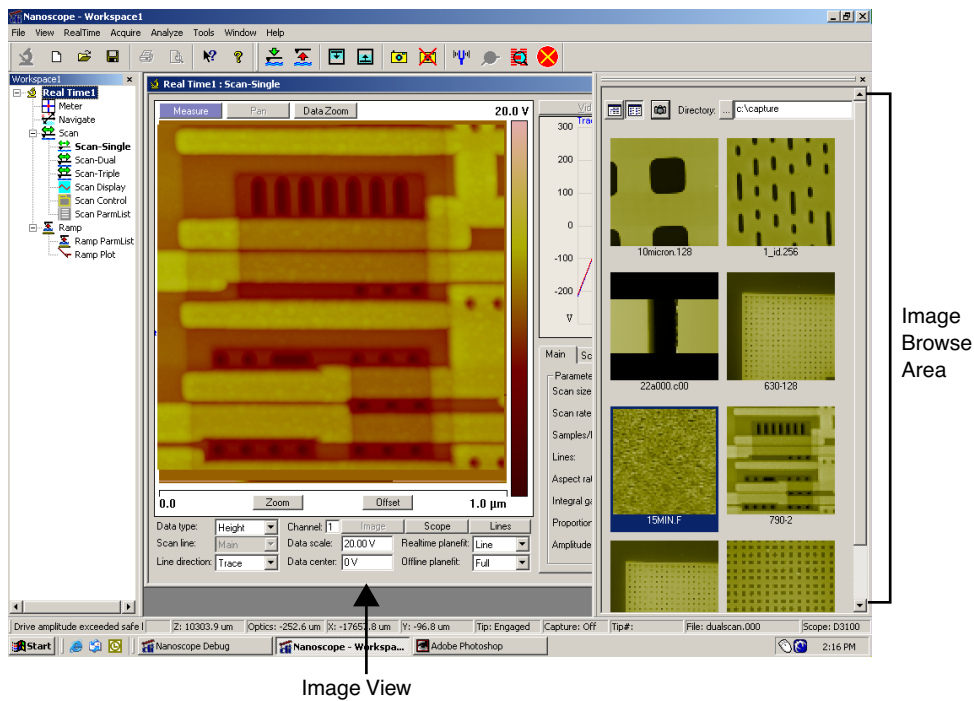 Nanoscope - Workspace1
File View RealTime Acquire Analyze Tools Window Help
Workspace1
Real Time1
Meter
Navigate
Scan
Scan-Single
Scan-Dual
Scan-Triple
Scan Display
Scan Control
Scan ParmList
Ramp
Ramp ParmList
Ramp Plot
Real Time1 : Scan-Single
Measure Pan Data Zoom 20.0 V
0.0 Zoom Offset 1.0 µm
Data type: Height Channel: 1 Image Scope Lines
Scan line: Main Data scale: 20.00 V Realtime planefit: Line
Line direction: Trace Data center: 0 V Offline planefit: Full
300
200
100
0
-100
-200
V
Main Sc
Paramete
Scan size
Scan rate
Samples/l
Lines:
Aspect rat
Integral ga
Proportion
Amplitude
Directory: ... c:\capture
10micron.128 1_id.256
22a000.c00 630-128
15MIN.F 790-2
Image
Browse
Area
Drive amplitude exceeded safe l Z: 10303.9 um Optics: -252.6 um X: -17657.8 um Y: -96.8 um Tip: Engaged Capture: Off Tip#: File: dualscan.000 Scope: D3100
Start Nanoscope Debug Nanoscope - Workspa... Adobe Photoshop 2:16 PM
Image View